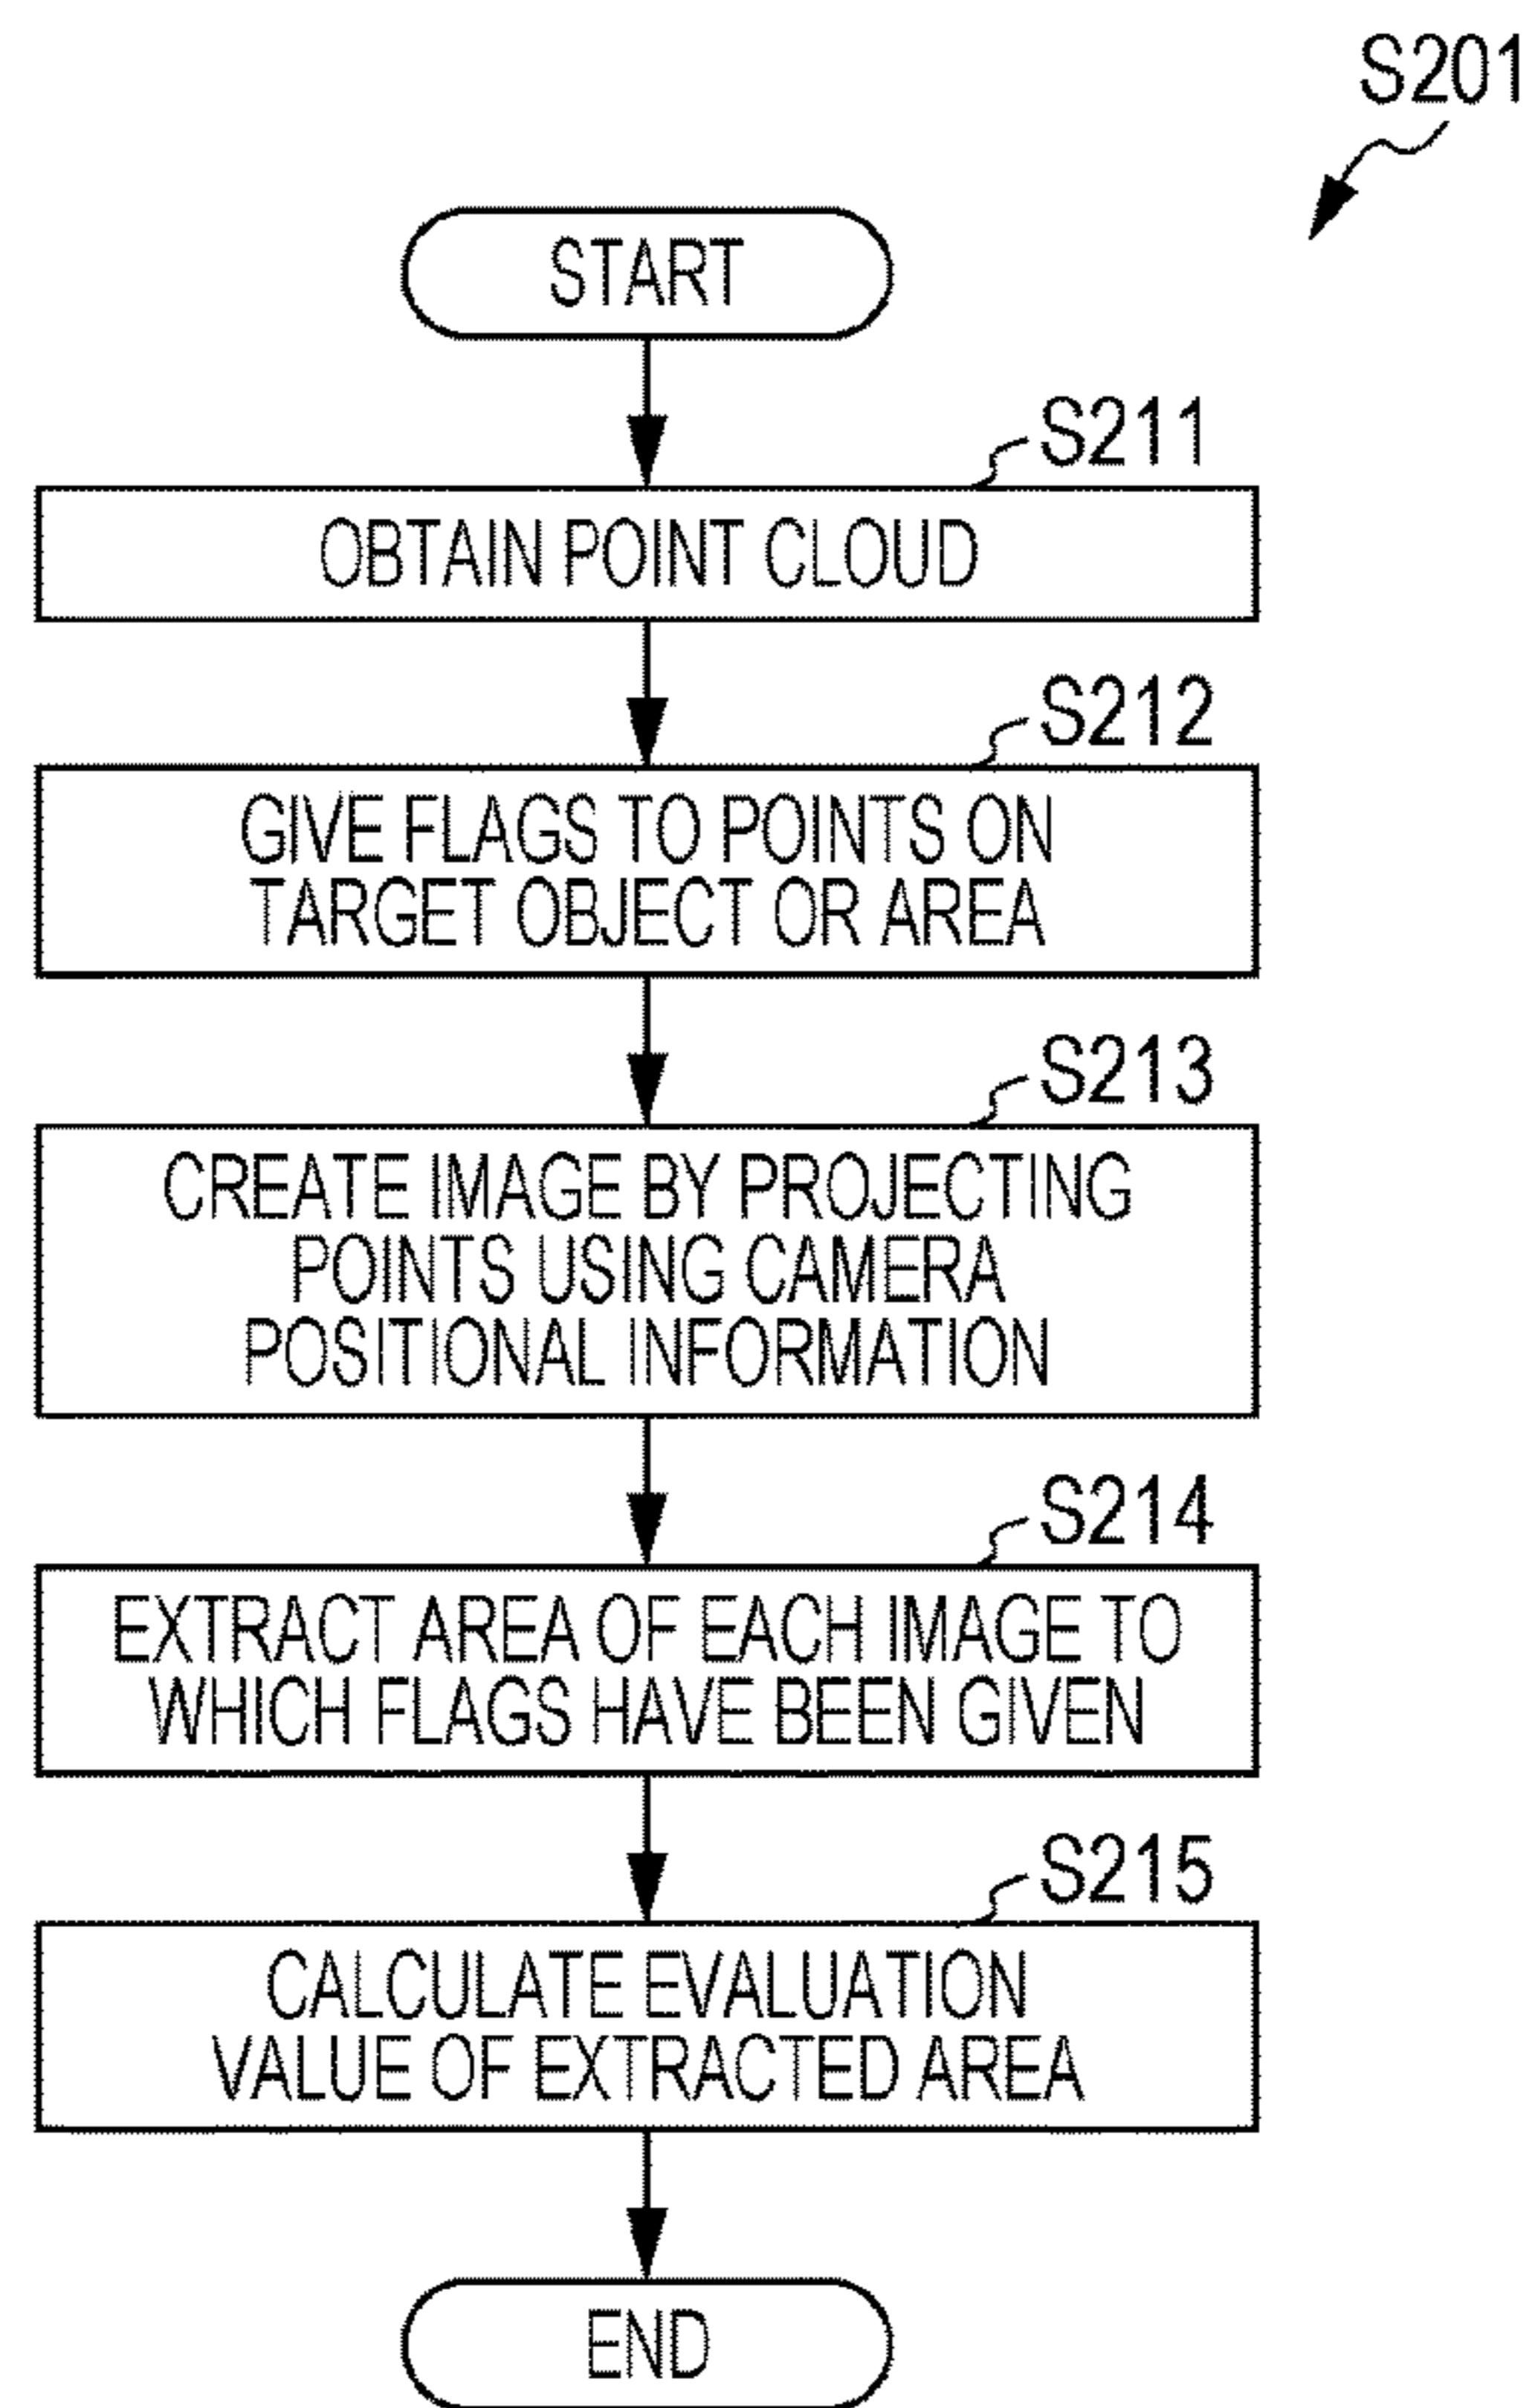 S201
START
S211
OBTAIN POINT CLOUD
S212
GIVE FLAGS TO POINTS ON
TARGET OBJECT OR AREA
S213
CREATE IMAGE BY PROJECTING
POINTS USING CAMERA
POSITIONAL INFORMATION
S214
EXTRACT AREA OF EACH IMAGE TO
WHICH FLAGS HAVE BEEN GIVEN
S215
CALCULATE EVALUATION
VALUE OF EXTRACTED AREA
END